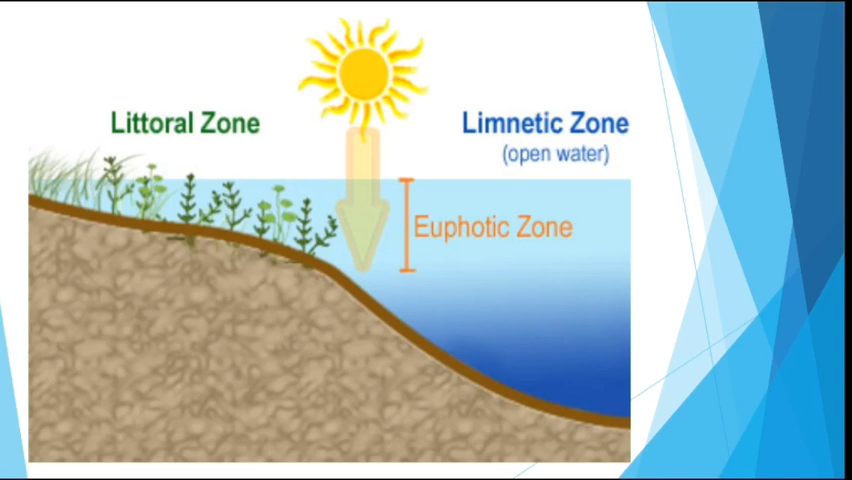 Littoral Zone
Limnetic Zone
(open water)
Euphotic Zone